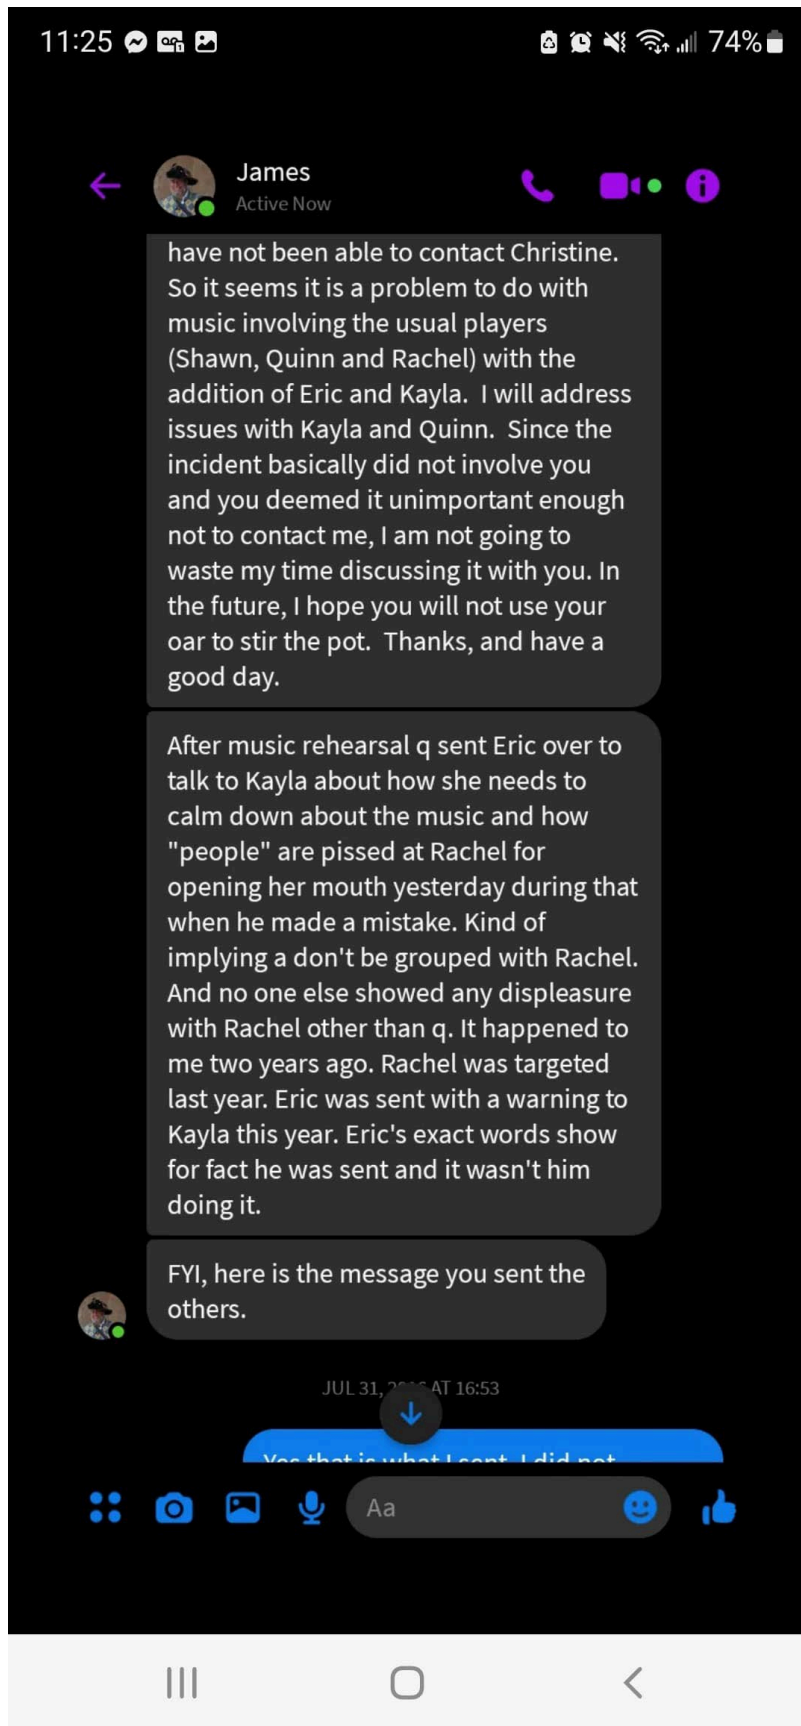 11:25
74%
James
Active Now
have not been able to contact Christine.
So it seems it is a problem to do with
music involving the usual players
(Shawn, Quinn and Rachel) with the
addition of Eric and Kayla.  I will address
issues with Kayla and Quinn.  Since the
incident basically did not involve you
and you deemed it unimportant enough
not to contact me, I am not going to
waste my time discussing it with you. In
the future, I hope you will not use your
oar to stir the pot.  Thanks, and have a
good day.
After music rehearsal q sent Eric over to
talk to Kayla about how she needs to
calm down about the music and how
"people" are pissed at Rachel for
opening her mouth yesterday during that
when he made a mistake. Kind of
implying a don't be grouped with Rachel.
And no one else showed any displeasure
with Rachel other than q. It happened to
me two years ago. Rachel was targeted
last year. Eric was sent with a warning to
Kayla this year. Eric's exact words show
for fact he was sent and it wasn't him
doing it.
FYI, here is the message you sent the
others.
JUL 31, AT 16:53
Yes that is what I sent. I did not
Aa